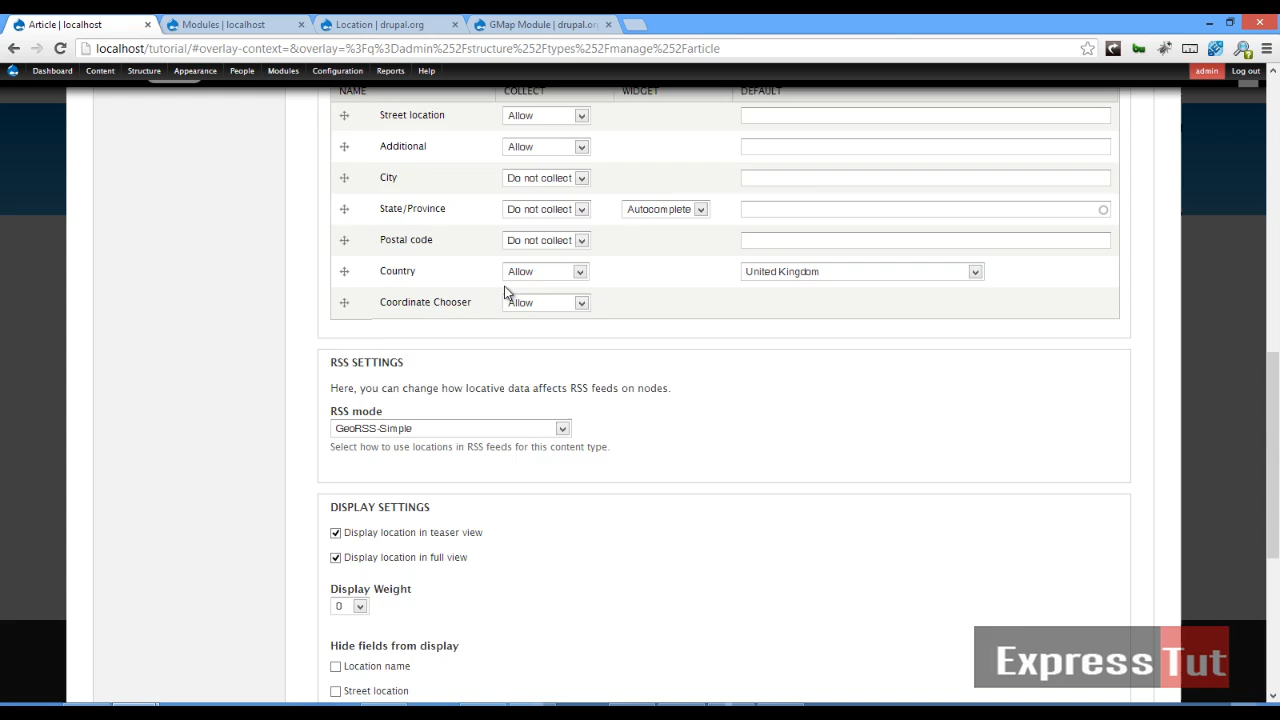 Article | localhost
Modules | localhost
Location | drupal.org
GMap Module | drupal.or
localhost/tutorial/#overlay-context=&overlay=%3Fq%3Dadmin%252Fstructure%252Ftypes%252Fmanage%252Farticle
Dashboard Content Structure Appearance People Modules Configuration Reports Help admin Log out
NAME COLLECT WIDGET DEFAULT
Street location Allow
Additional Allow
City Do not collect
State/Province Do not collect Autocomplete
Postal code Do not collect
Country Allow United Kingdom
Coordinate Chooser Allow
RSS SETTINGS
Here, you can change how locative data affects RSS feeds on nodes.
RSS mode
GeoRSS-Simple
Select how to use locations in RSS feeds for this content type.
DISPLAY SETTINGS
Display location in teaser view
Display location in full view
Display Weight
0
Hide fields from display
Location name
Street location
Express Tut